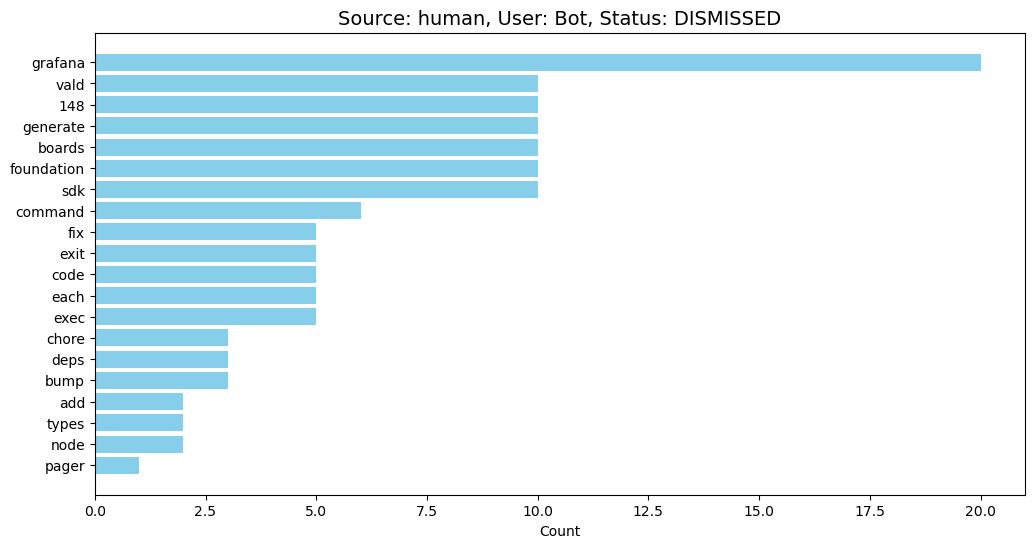 Source: human, User: Bot, Status: DISMISSED
grafana
vald
148
generate
boards
foundation
sdk
command
fix
exit
code
each
exec
chore
deps
bump
add
types
node
pager
0.0 2.5 5.0 7.5 10.0 12.5 15.0 17.5 20.0
Count